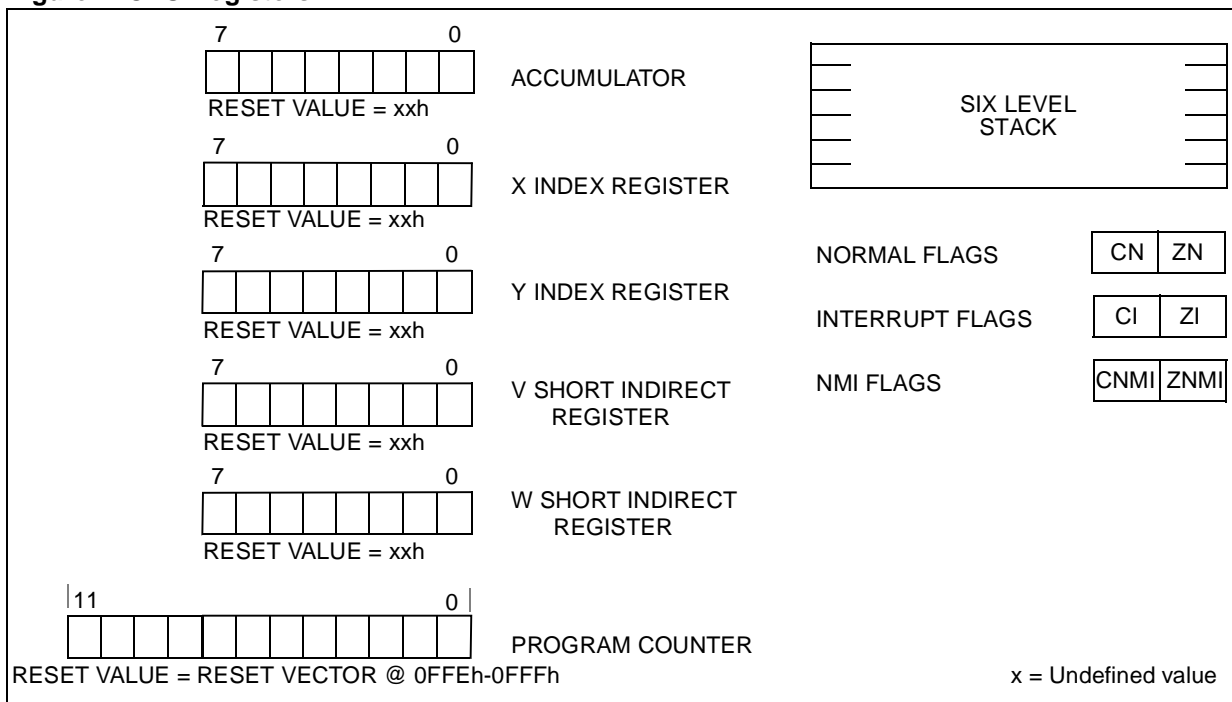 7 0
ACCUMULATOR
RESET VALUE = xxh
7 0
X INDEX REGISTER
RESET VALUE = xxh
7 0
Y INDEX REGISTER
RESET VALUE = xxh
7 0
V SHORT INDIRECT
REGISTER
RESET VALUE = xxh
7 0
W SHORT INDIRECT
REGISTER
RESET VALUE = xxh
11 0
PROGRAM COUNTER
RESET VALUE = RESET VECTOR @ 0FFEh-0FFFh
SIX LEVEL
STACK
NORMAL FLAGS CN ZN
INTERRUPT FLAGS CI ZI
NMI FLAGS CNMI ZNMI
x = Undefined value